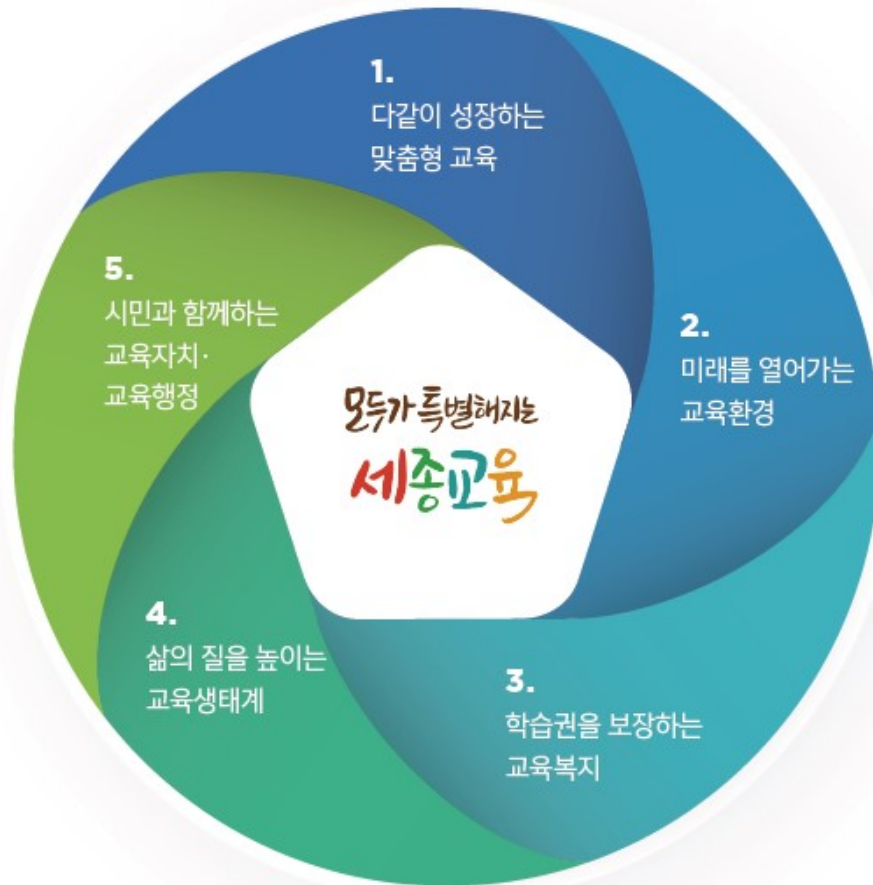 1.
다같이 성장하는
맞춤형 교육
2.
미래를 열어가는
교육환경
3.
학습권을 보장하는
교육복지
4.
삶의 질을 높이는
교육생태계
5.
시민과 함께하는
교육자치·
교육행정
모두가 특별해지는
세종교육